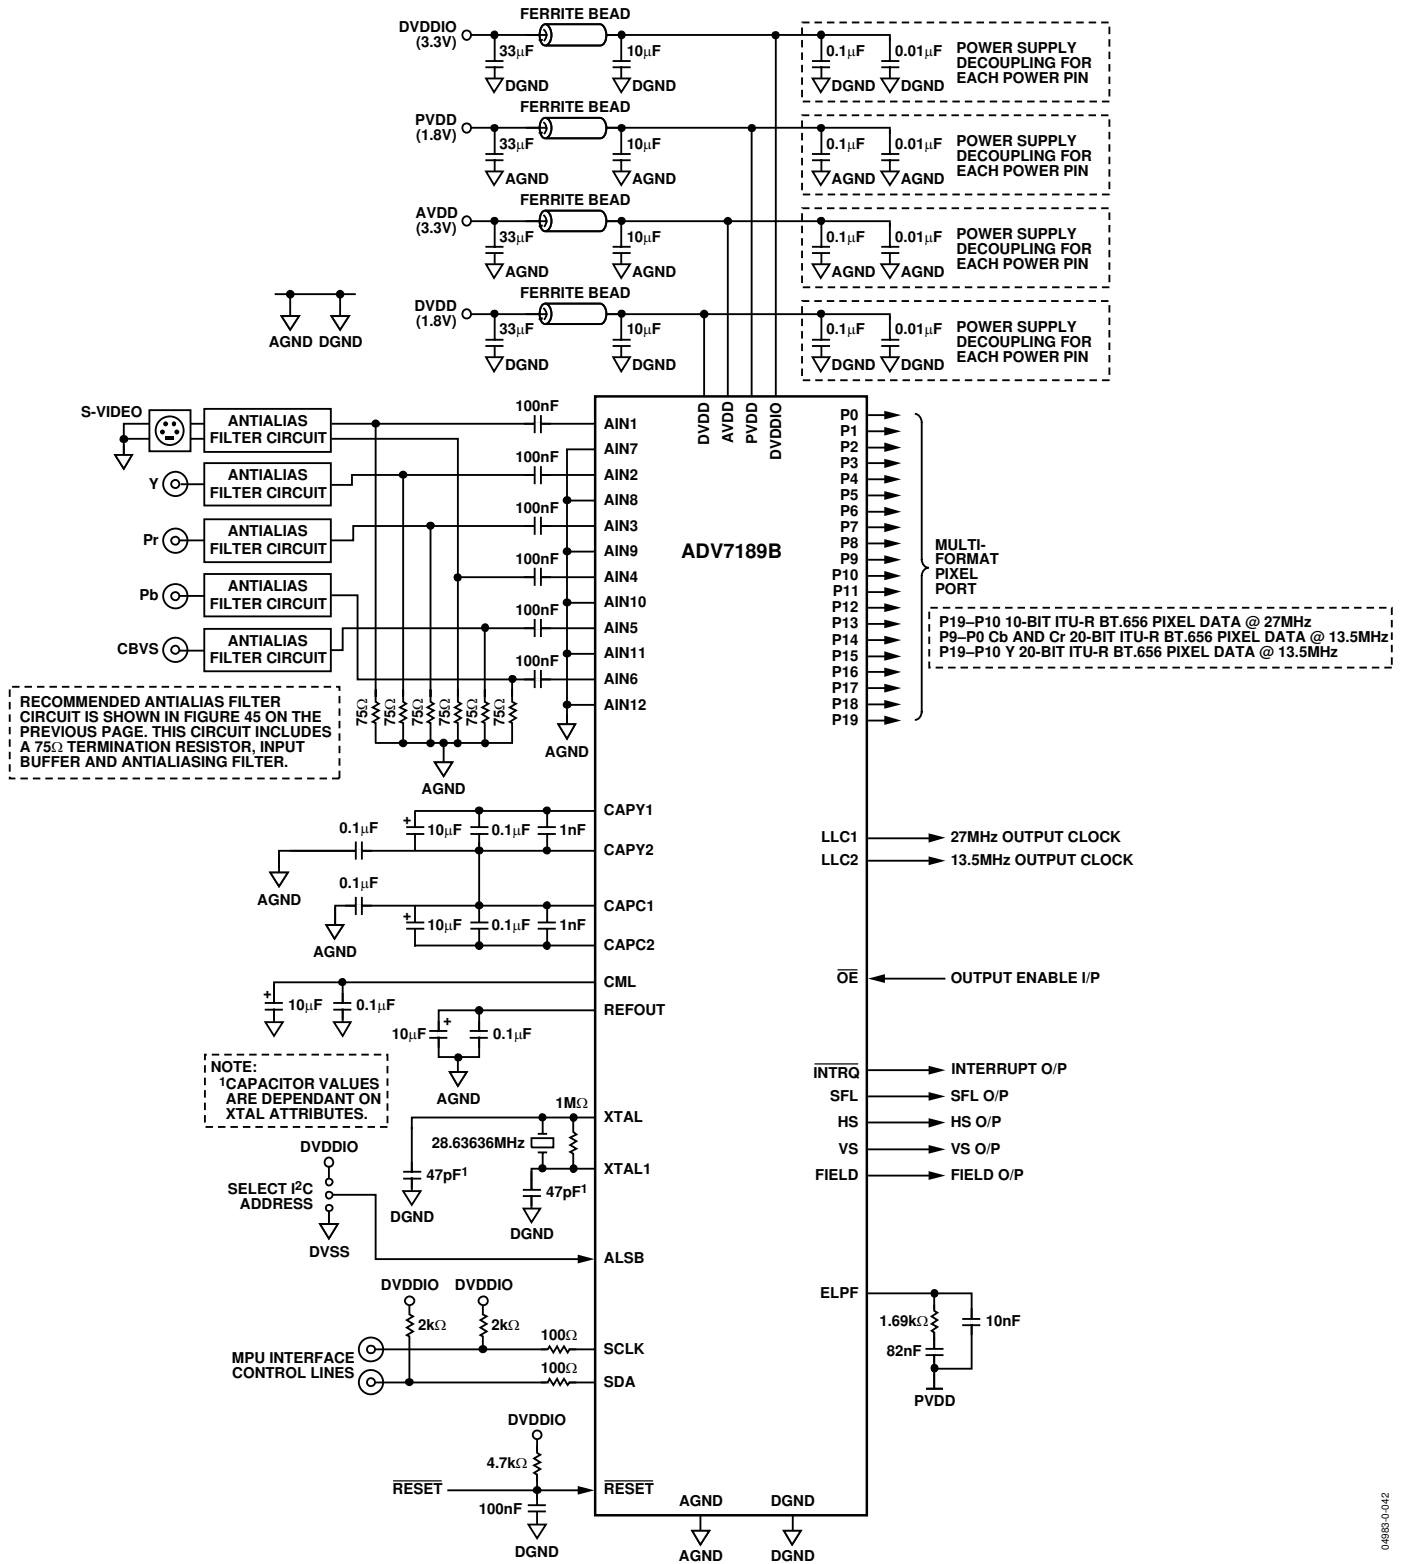 FERRITE BEAD
DVDDIO
(3.3V)
33μF
DGND
10μF
DGND
0.1μF
DGND
0.01μF
DGND
POWER SUPPLY
DECOUPLING FOR
EACH POWER PIN
FERRITE BEAD
PVDD
(1.8V)
33μF
AGND
10μF
AGND
0.1μF
AGND
0.01μF
AGND
POWER SUPPLY
DECOUPLING FOR
EACH POWER PIN
FERRITE BEAD
AVDD
(3.3V)
33μF
AGND
10μF
AGND
0.1μF
AGND
0.01μF
AGND
POWER SUPPLY
DECOUPLING FOR
EACH POWER PIN
FERRITE BEAD
DVDD
(1.8V)
33μF
DGND
10μF
DGND
0.1μF
DGND
0.01μF
DGND
POWER SUPPLY
DECOUPLING FOR
EACH POWER PIN
AGND DGND
S-VIDEO
ANTIALIAS
FILTER CIRCUIT
Y
ANTIALIAS
FILTER CIRCUIT
Pr
ANTIALIAS
FILTER CIRCUIT
Pb
ANTIALIAS
FILTER CIRCUIT
CBVS
ANTIALIAS
FILTER CIRCUIT
RECOMMENDED ANTIALIAS FILTER
CIRCUIT IS SHOWN IN FIGURE 45 ON THE
PREVIOUS PAGE. THIS CIRCUIT INCLUDES
A 75Ω TERMINATION RESISTOR, INPUT
BUFFER AND ANTIALIASING FILTER.
100nF
100nF
100nF
100nF
100nF
100nF
75Ω
75Ω
75Ω
75Ω
75Ω
75Ω
AGND
AGND
AIN1
AIN7
AIN2
AIN8
AIN3
AIN9
AIN4
AIN10
AIN5
AIN11
AIN6
AIN12
DVDD
AVDD
PVDD
DVDDIO
ADV7189B
P0
P1
P2
P3
P4
P5
P6
P7
P8
P9
P10
P11
P12
P13
P14
P15
P16
P17
P18
P19
MULTI-
FORMAT
PIXEL
PORT
P19–P10 10-BIT ITU-R BT.656 PIXEL DATA @ 27MHz
P9–P0 Cb AND Cr 20-BIT ITU-R BT.656 PIXEL DATA @ 13.5MHz
P19–P10 Y 20-BIT ITU-R BT.656 PIXEL DATA @ 13.5MHz
CAPY1
+
10μF
0.1μF
1nF
0.1μF
CAPY2
AGND
0.1μF
CAPC1
AGND
+
10μF
0.1μF
1nF
CAPC2
CML
+
10μF
0.1μF
REFOUT
10μF
+
0.1μF
AGND
NOTE:
1CAPACITOR VALUES
ARE DEPENDANT ON
XTAL ATTRIBUTES.
1MΩ
XTAL
28.63636MHz
XTAL1
47pF1
DGND
47pF1
DGND
DVDDIO
SELECT I2C
ADDRESS
DVSS
ALSB
DVDDIO
DVDDIO
2kΩ
2kΩ
MPU INTERFACE
CONTROL LINES
100Ω
SCLK
100Ω
SDA
DVDDIO
4.7kΩ
RESET
RESET
100nF
DGND
LLC1
27MHz OUTPUT CLOCK
LLC2
13.5MHz OUTPUT CLOCK
OE
OUTPUT ENABLE I/P
INTRQ
INTERRUPT O/P
SFL
SFL O/P
HS
HS O/P
VS
VS O/P
FIELD
FIELD O/P
ELPF
1.69kΩ
10nF
82nF
PVDD
AGND
DGND
AGND
DGND
04983-0-042